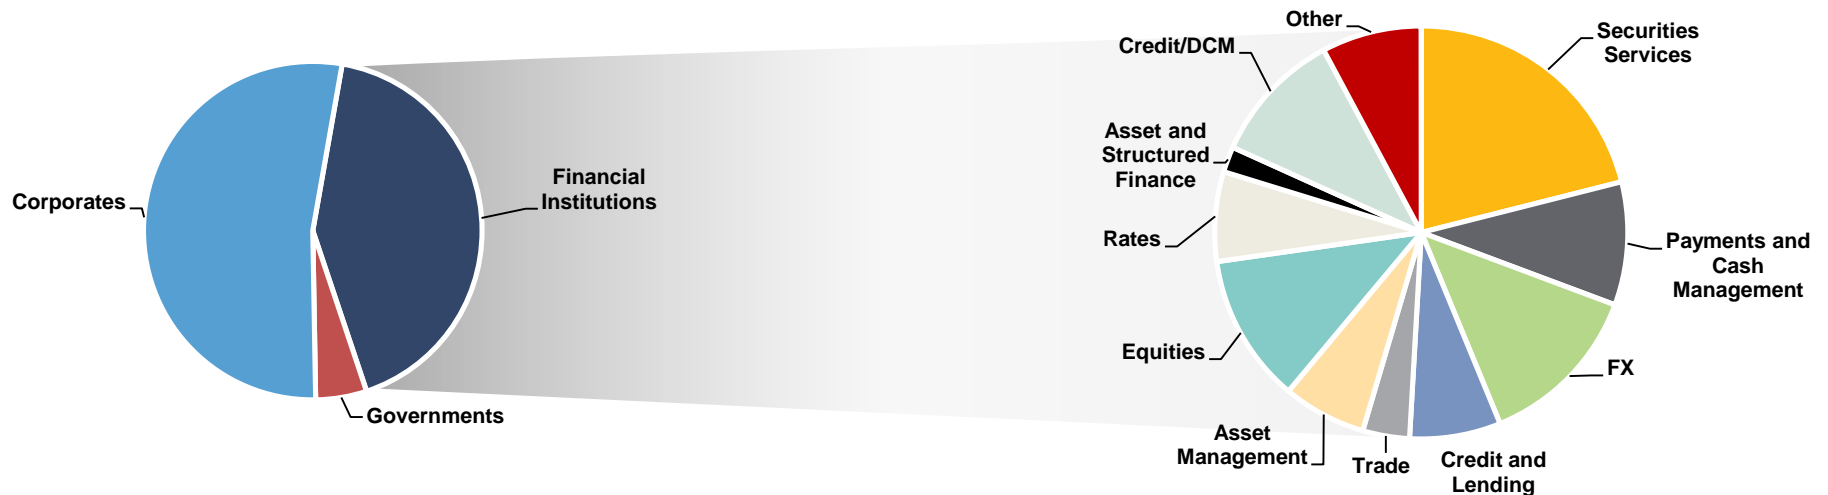 Corporates
Financial
Institutions
Governments
Other
Credit/DCM
Asset and
Structured
Finance
Rates
Equities
Asset
Management
Trade
Credit and
Lending
FX
Payments and
Cash
Management
Securities
Services